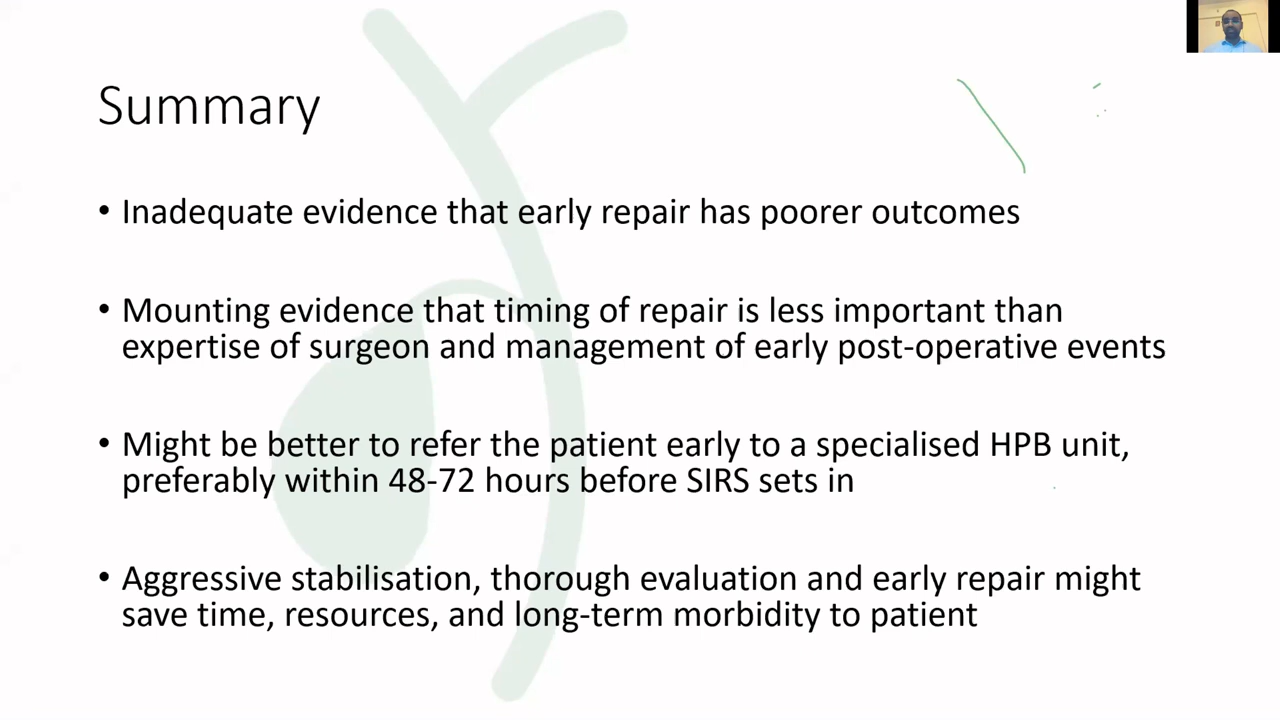 Summary
• Inadequate evidence that early repair has poorer outcomes
• Mounting evidence that timing of repair is less important than
expertise of surgeon and management of early post-operative events
• Might be better to refer the patient early to a specialised HPB unit,
preferably within 48-72 hours before SIRS sets in
• Aggressive stabilisation, thorough evaluation and early repair might
save time, resources, and long-term morbidity to patient